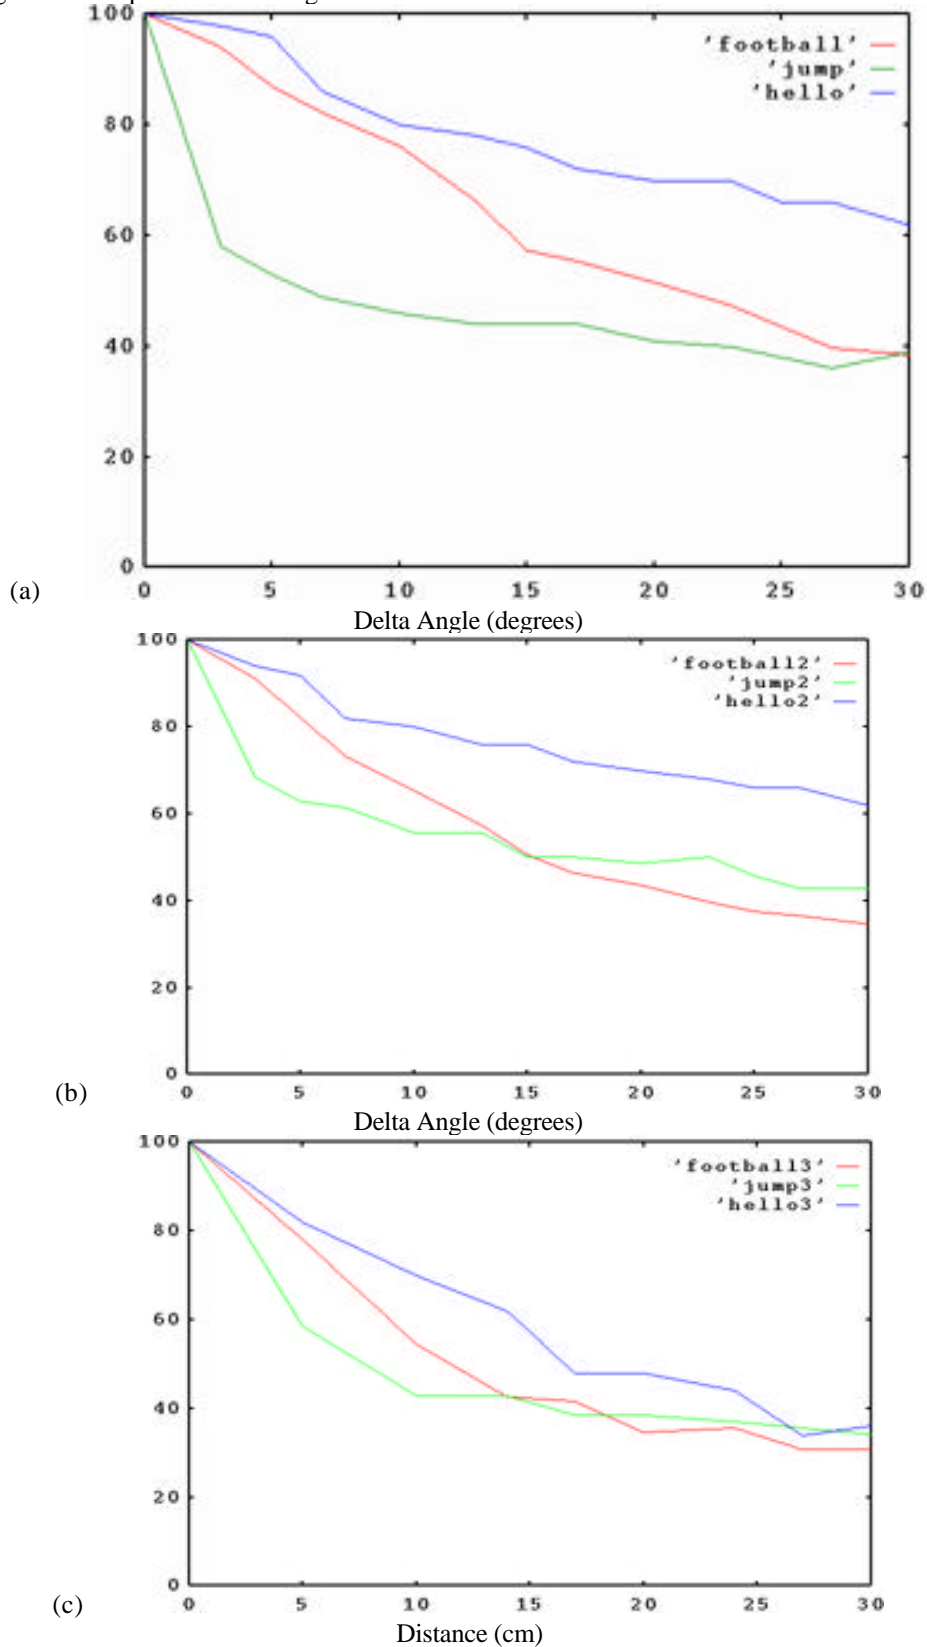 100
80
60
40
20
0
'football'
'jump'
'hello'
0 5 10 15 20 25 30
(a)
Delta Angle (degrees)
100
80
60
40
20
0
'football2'
'jump2'
'hello2'
0 5 10 15 20 25 30
(b)
Delta Angle (degrees)
100
80
60
40
20
0
'football3'
'jump3'
'hello3'
0 5 10 15 20 25 30
(c)
Distance (cm)